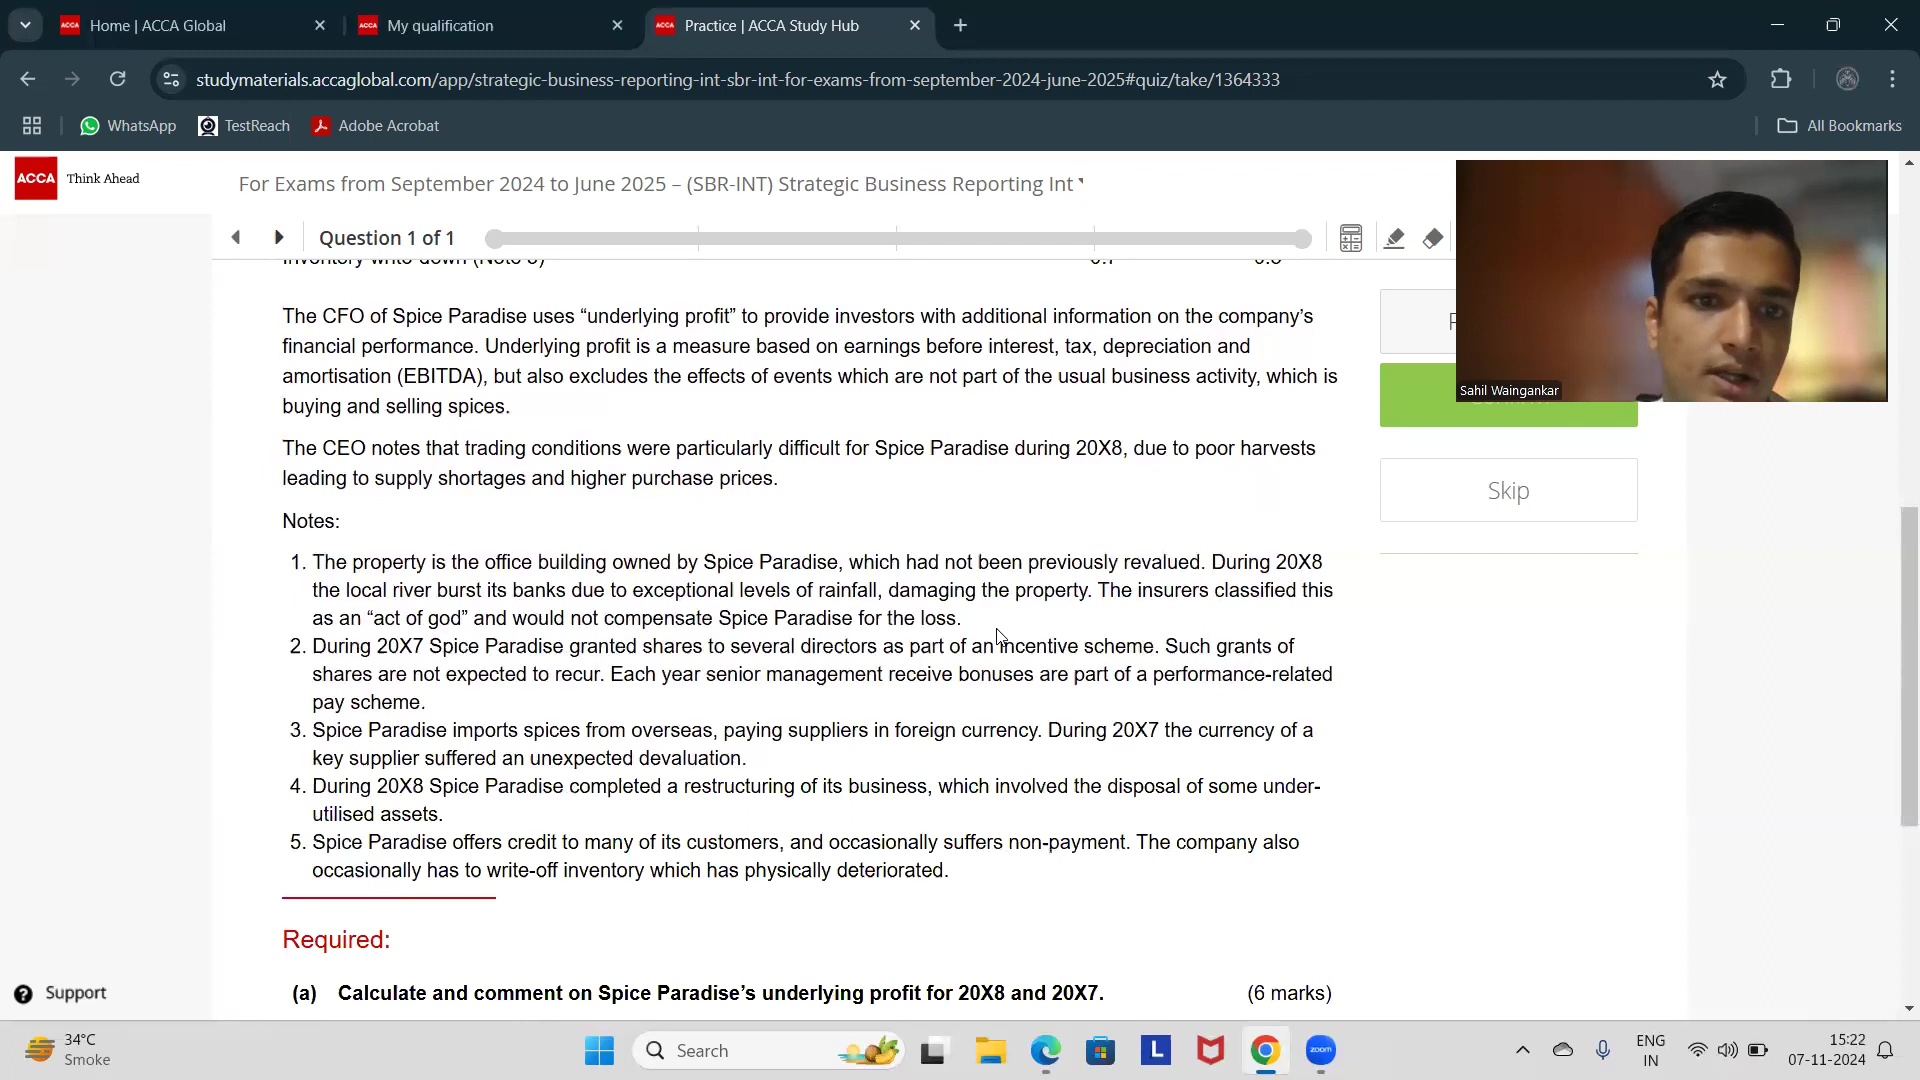 Home | ACCA Global
My qualification
Practice | ACCA Study Hub
studymaterials.accaglobal.com/app/strategic-business-reporting-int-sbr-int-for-exams-from-september-2024-june-2025#quiz/take/1364333
WhatsApp
TestReach
Adobe Acrobat
All Bookmarks
ACCA
Think Ahead
For Exams from September 2024 to June 2025 – (SBR-INT) Strategic Business Reporting Int
Question 1 of 1
Inventory write-down (Note 5)
The CFO of Spice Paradise uses “underlying profit” to provide investors with additional information on the company’s
financial performance. Underlying profit is a measure based on earnings before interest, tax, depreciation and
amortisation (EBITDA), but also excludes the effects of events which are not part of the usual business activity, which is
buying and selling spices.
The CEO notes that trading conditions were particularly difficult for Spice Paradise during 20X8, due to poor harvests
leading to supply shortages and higher purchase prices.
Notes:
1. The property is the office building owned by Spice Paradise, which had not been previously revalued. During 20X8
the local river burst its banks due to exceptional levels of rainfall, damaging the property. The insurers classified this
as an “act of god” and would not compensate Spice Paradise for the loss.
2. During 20X7 Spice Paradise granted shares to several directors as part of an incentive scheme. Such grants of
shares are not expected to recur. Each year senior management receive bonuses are part of a performance-related
pay scheme.
3. Spice Paradise imports spices from overseas, paying suppliers in foreign currency. During 20X7 the currency of a
key supplier suffered an unexpected devaluation.
4. During 20X8 Spice Paradise completed a restructuring of its business, which involved the disposal of some under-
utilised assets.
5. Spice Paradise offers credit to many of its customers, and occasionally suffers non-payment. The company also
occasionally has to write-off inventory which has physically deteriorated.
Required:
(a) Calculate and comment on Spice Paradise’s underlying profit for 20X8 and 20X7. (6 marks)
Sahil Waingankar
Skip
Support
34°C
Smoke
Search
L
zoom
ENG
IN
15:22
07-11-2024